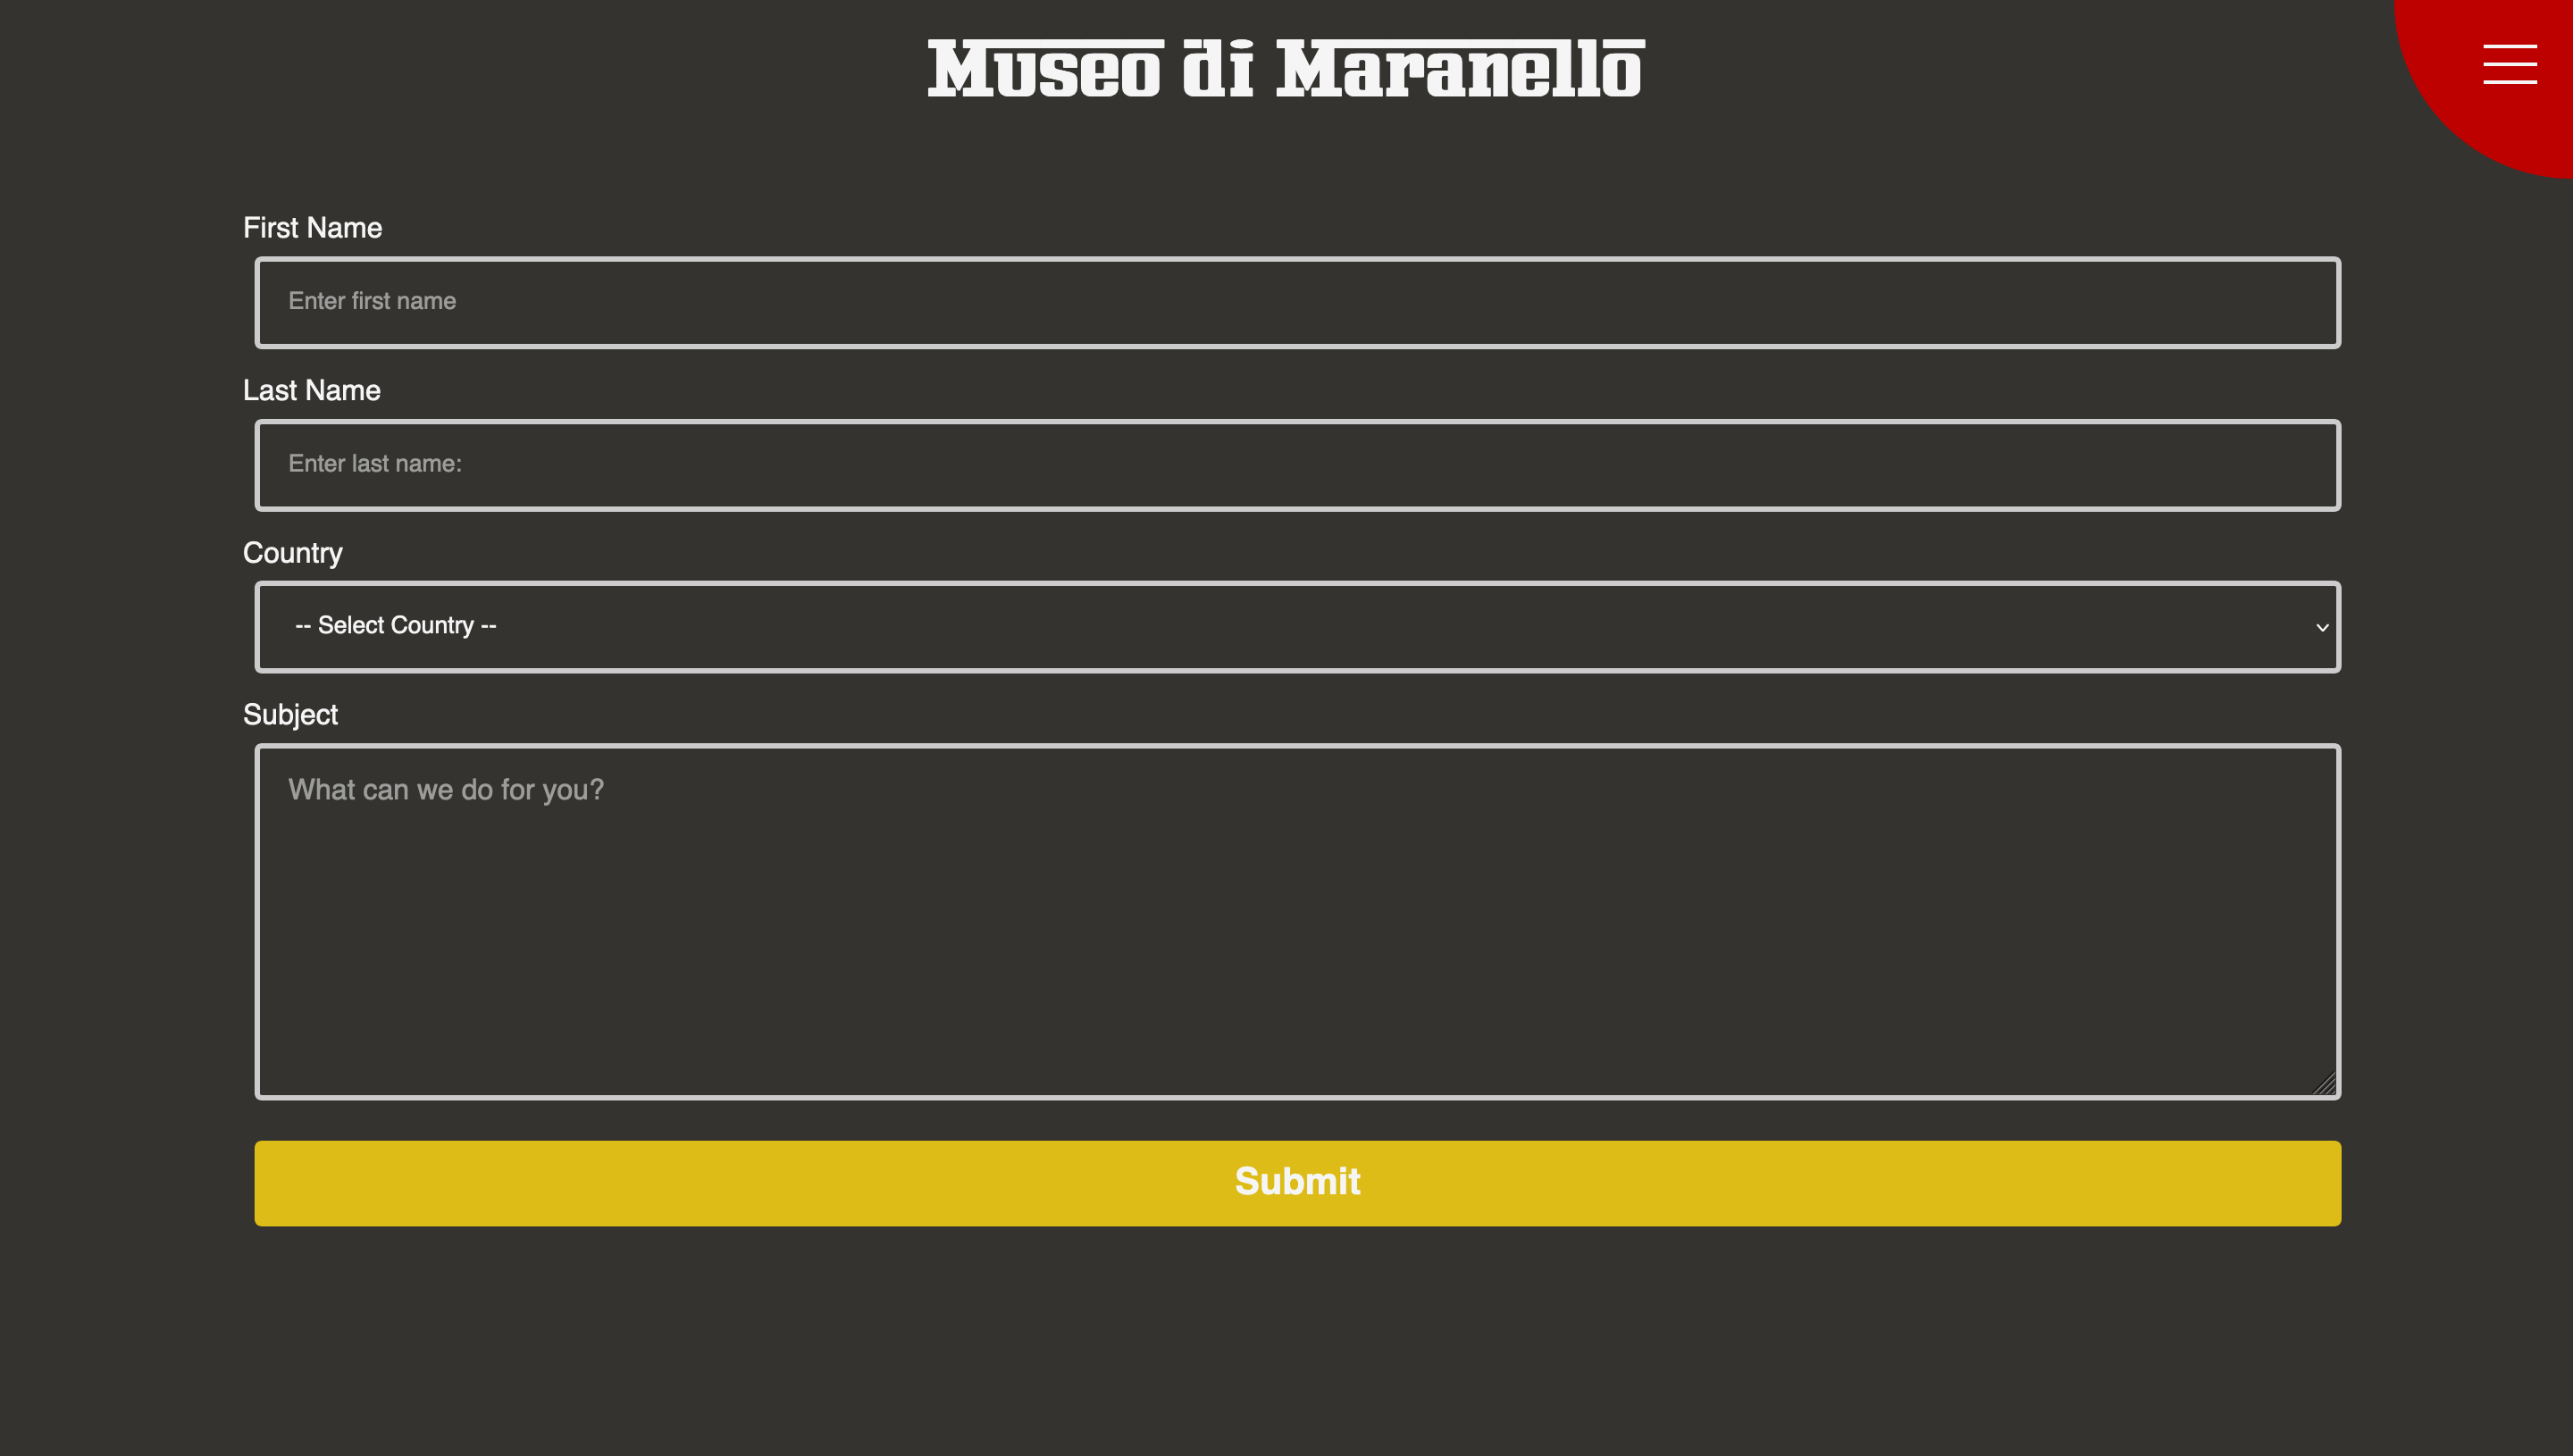 Museo di Maranello
First Name
Enter first name
Last Name
Enter last name:
Country
-- Select Country --
Subject
What can we do for you?
Submit